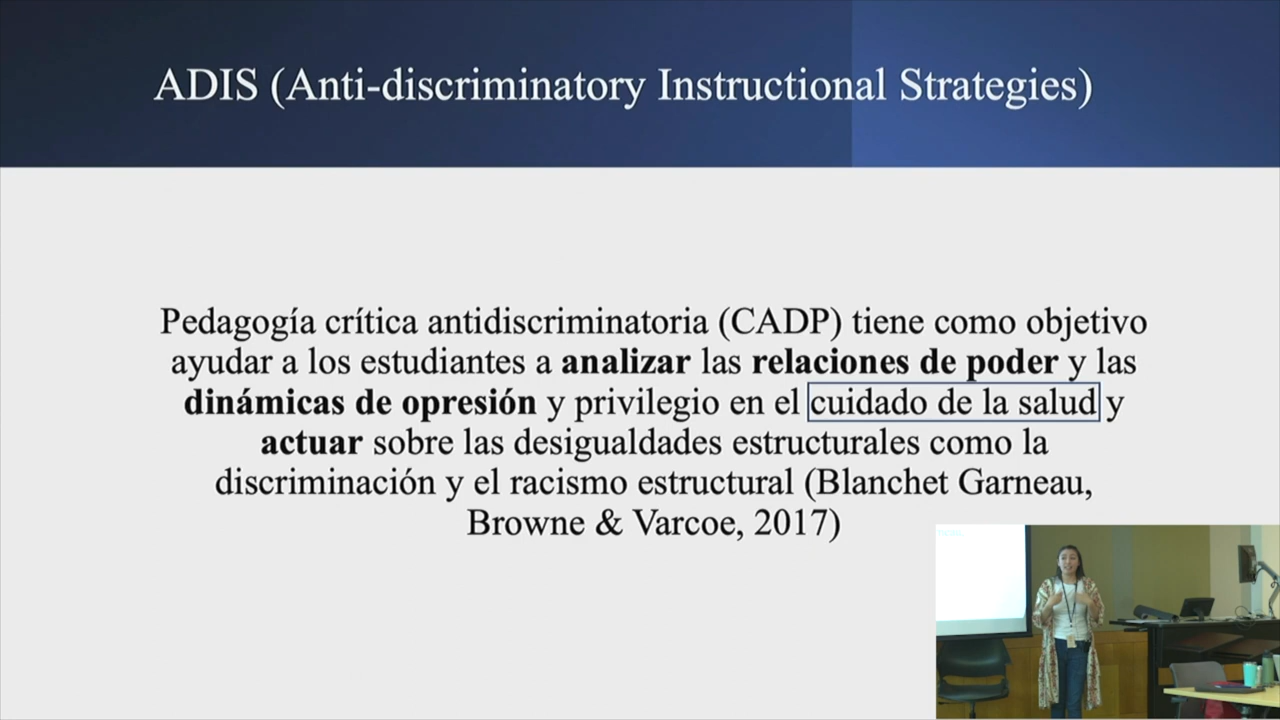 ADIS (Anti-discriminatory Instructional Strategies)
Pedagogía crítica antidiscriminatoria (CADP) tiene como objetivo
ayudar a los estudiantes a analizar las relaciones de poder y las
dinámicas de opresión y privilegio en el cuidado de la salud y
actuar sobre las desigualdades estructurales como la
discriminación y el racismo estructural (Blanchet Garneau,
Browne & Varcoe, 2017)